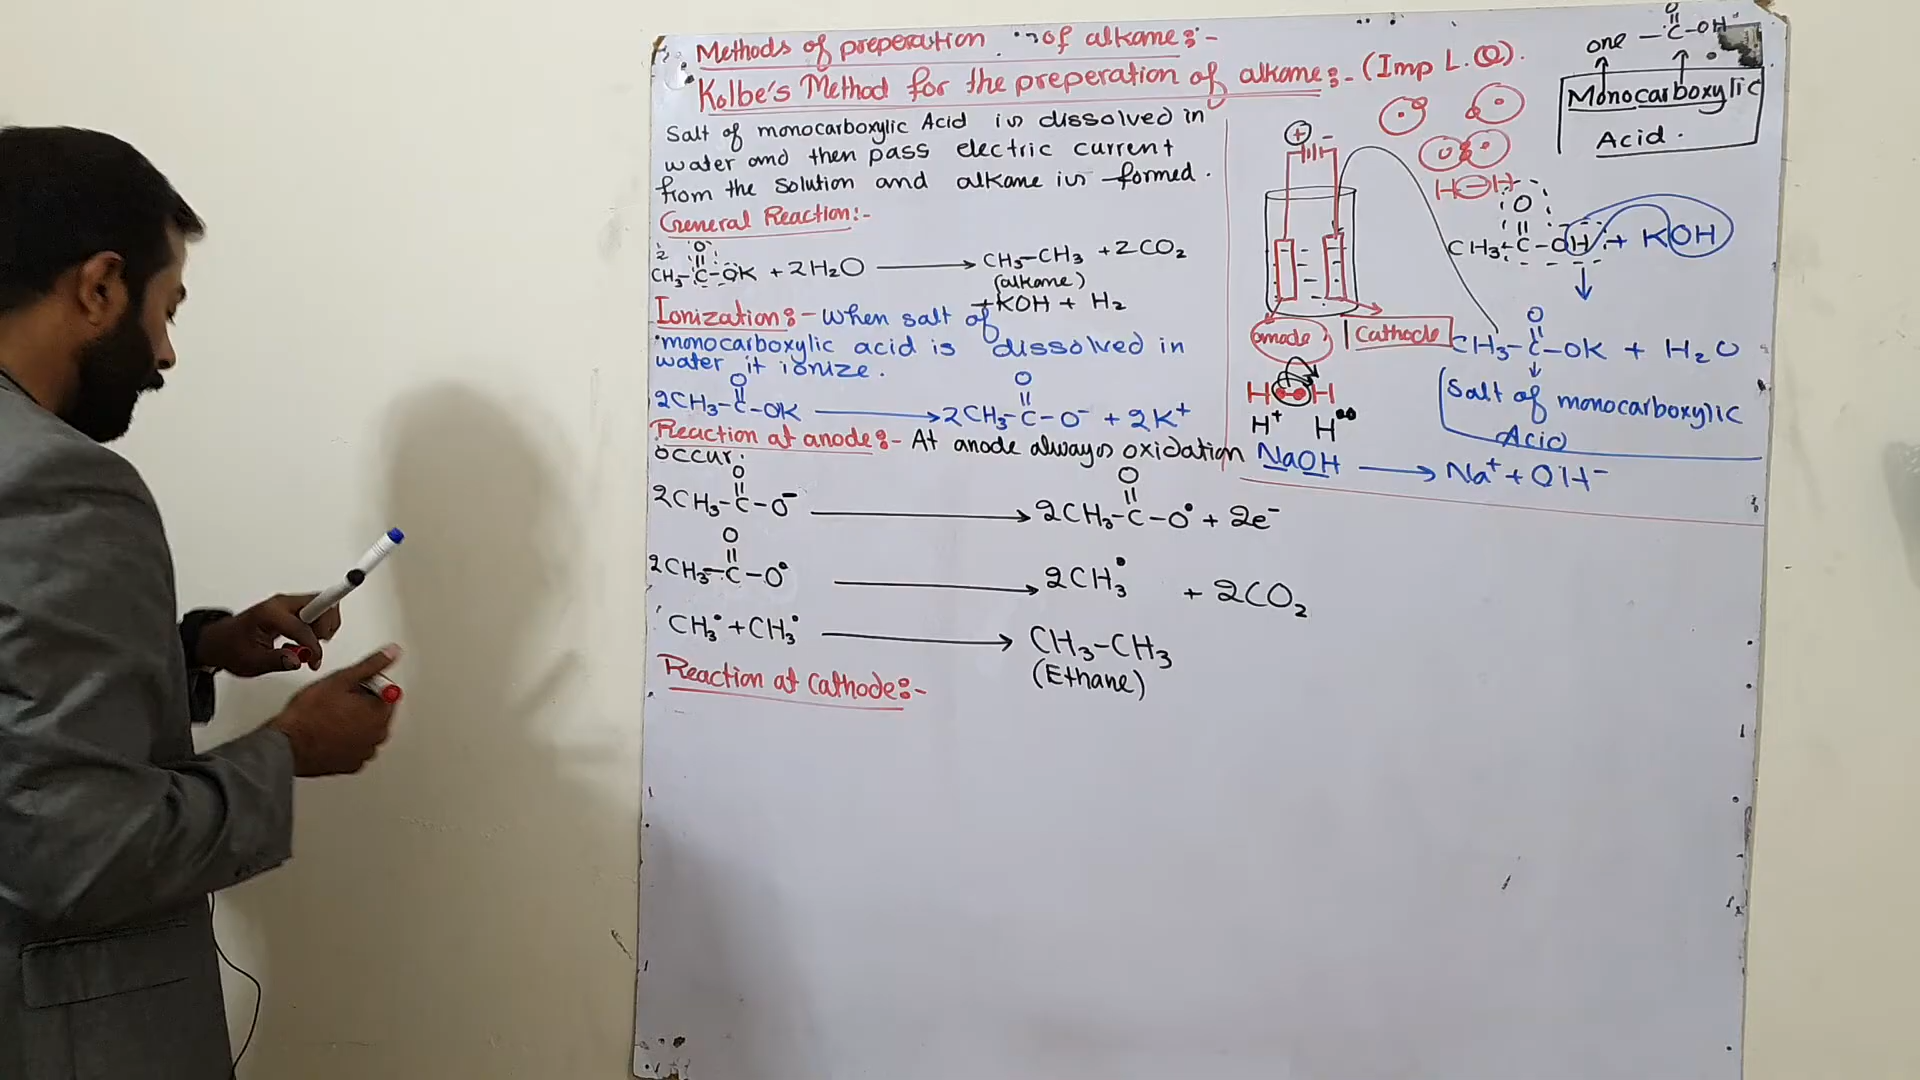 Methods of preperation of alkane:-
Kolbe's Method for the preperation of alkane:- (Imp L.Q).
Salt of monocarboxylic Acid is dissolved in
water and then pass electric current
from the solution and alkane is formed.
General Reaction:-
2
O
||
CH₃-C-OK + 2H₂O ⟶ CH₃-CH₃ + 2CO₂
(alkane)
+KOH + H₂
Ionization:- When salt of
monocarboxylic acid is dissolved in
water it ionize.
O O
|| ||
2CH₃-C-OK ⟶ 2CH₃-C-O⁻ + 2K⁺
Reaction at anode:- At anode always oxidation
occur.
O O
|| ||
2CH₃-C-O⁻ ⟶ 2CH₃-C-O• + 2e⁻
O
||
2CH₃-C-O• ⟶ 2CH₃• + 2CO₂
CH₃• + CH₃• ⟶ CH₃-CH₃
(Ethane)
Reaction at Cathode:-
+ -
anode
Cathode
H••H
H⁺ H••
NaOH ⟶ Na⁺ + OH⁻
H-H
O
||
one -C-OH
Monocarboxylic
Acid.
O
||
CH₃-C-OH + KOH
O
||
CH₃-C-OK + H₂O
Salt of monocarboxylic
Acid